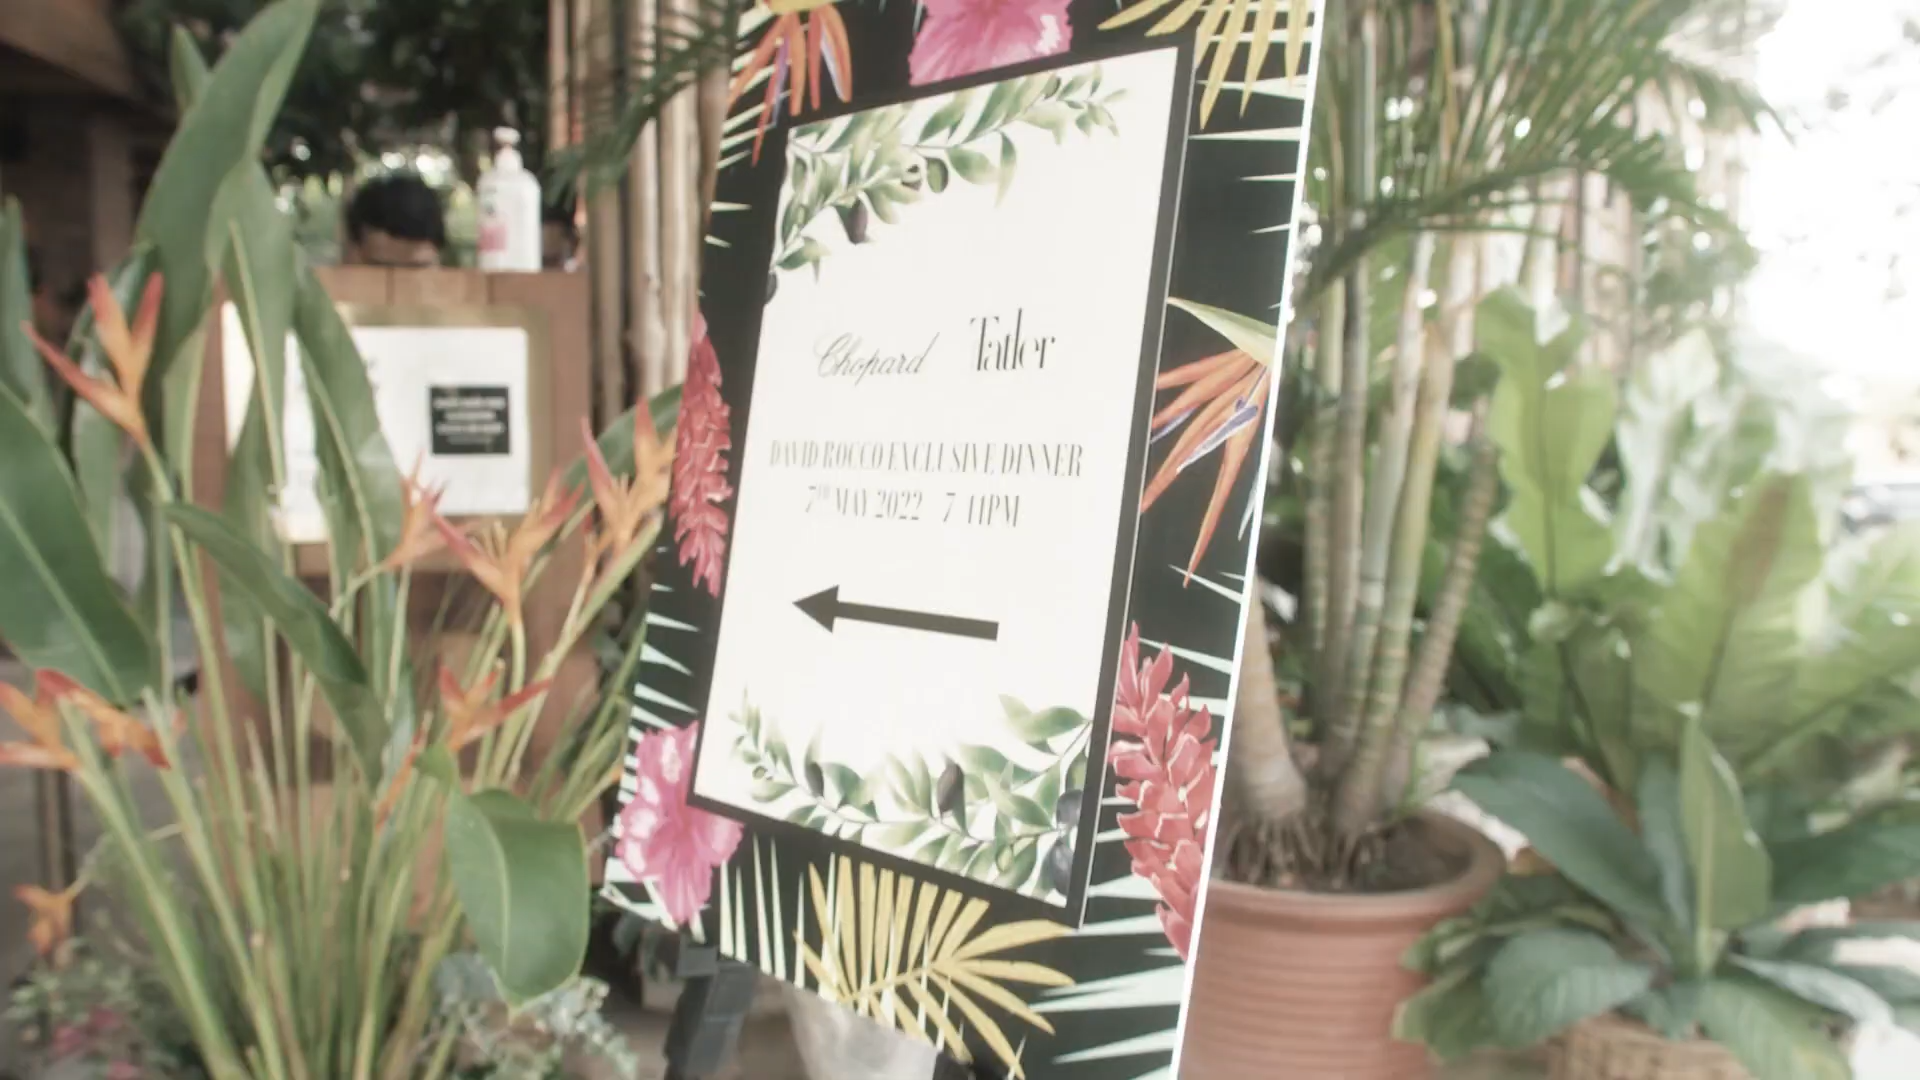 Chopard Tatler
DAVID ROCCO EXCLUSIVE DINNER
7TH MAY 2022 7-11PM